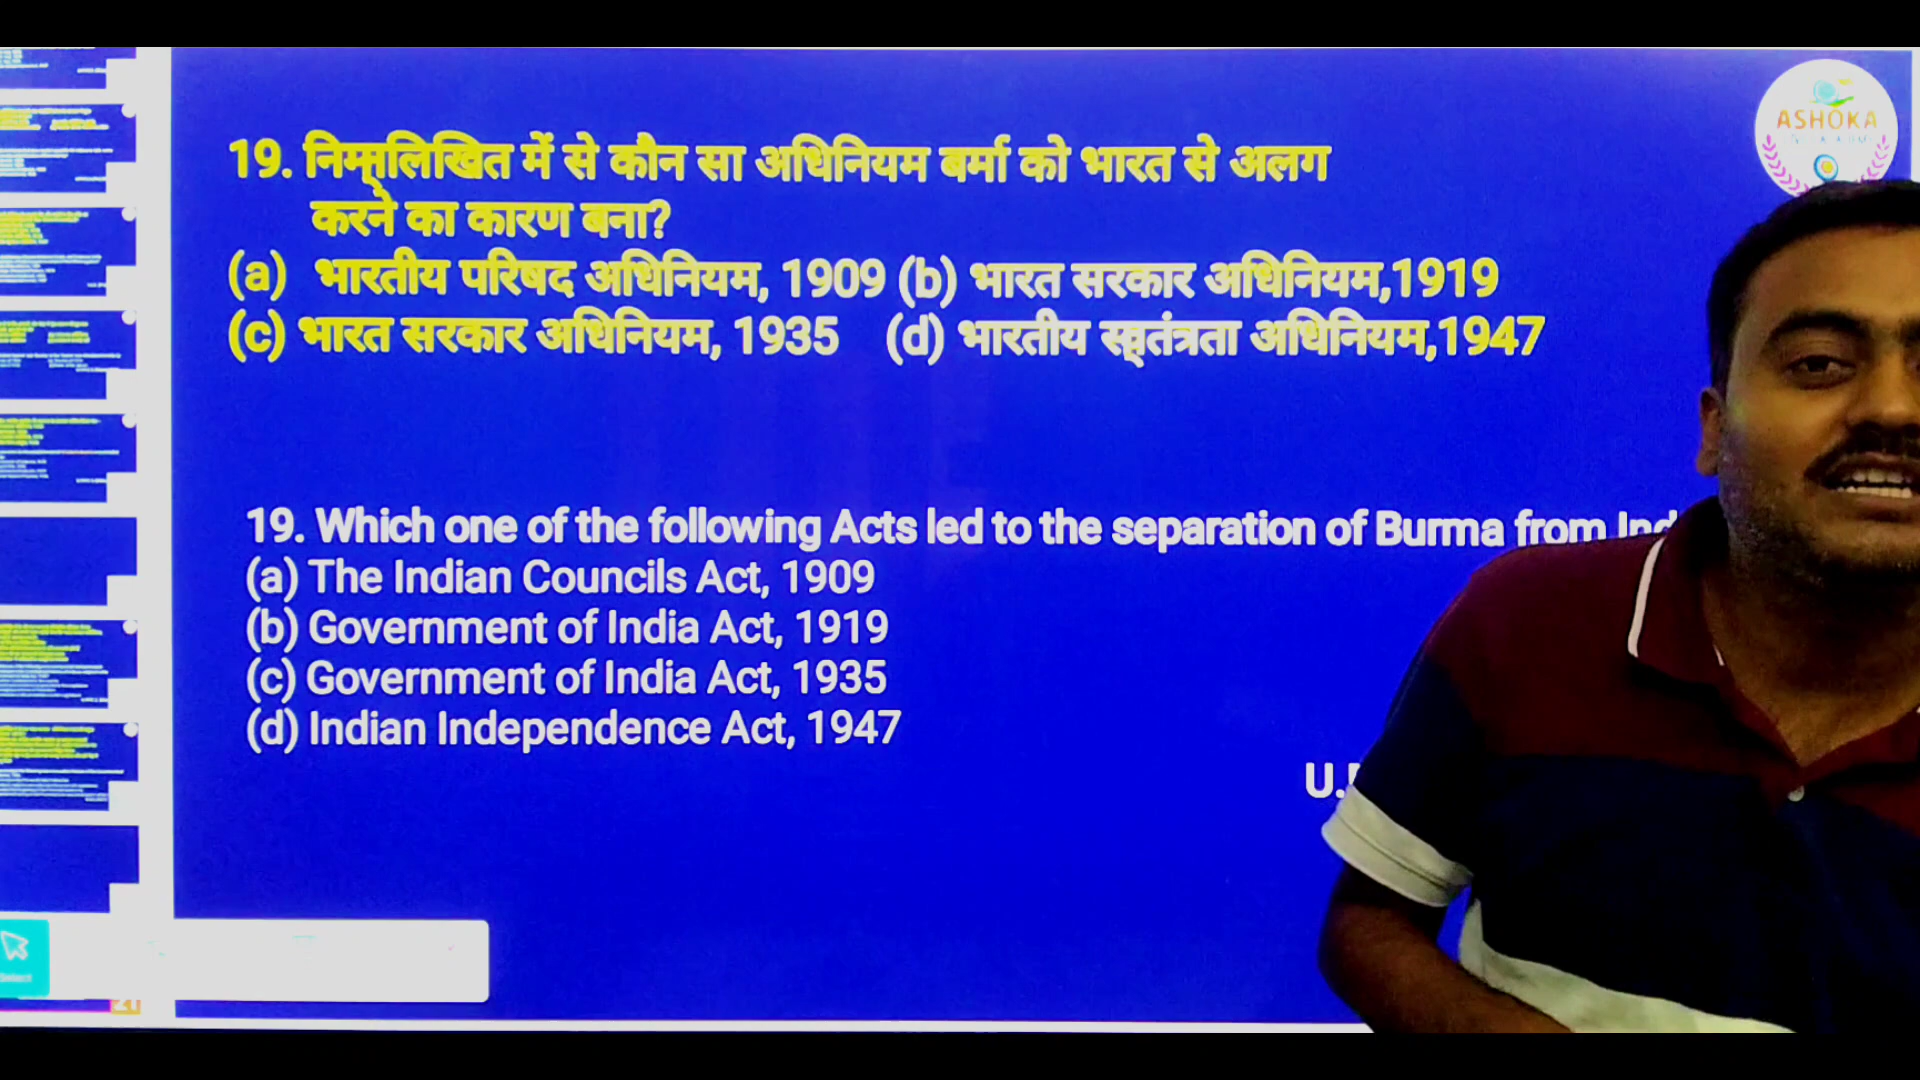 ASHOKA
19. निम्नलिखित में से कौन सा अधिनियम बर्मा को भारत से अलग
करने का कारण बना?
(a) भारतीय परिषद अधिनियम, 1909 (b) भारत सरकार अधिनियम,1919
(c) भारत सरकार अधिनियम, 1935 (d) भारतीय स्वतंत्रता अधिनियम,1947
19. Which one of the following Acts led to the separation of Burma from
(a) The Indian Councils Act, 1909
(b) Government of India Act, 1919
(c) Government of India Act, 1935
(d) Indian Independence Act, 1947
Select
21